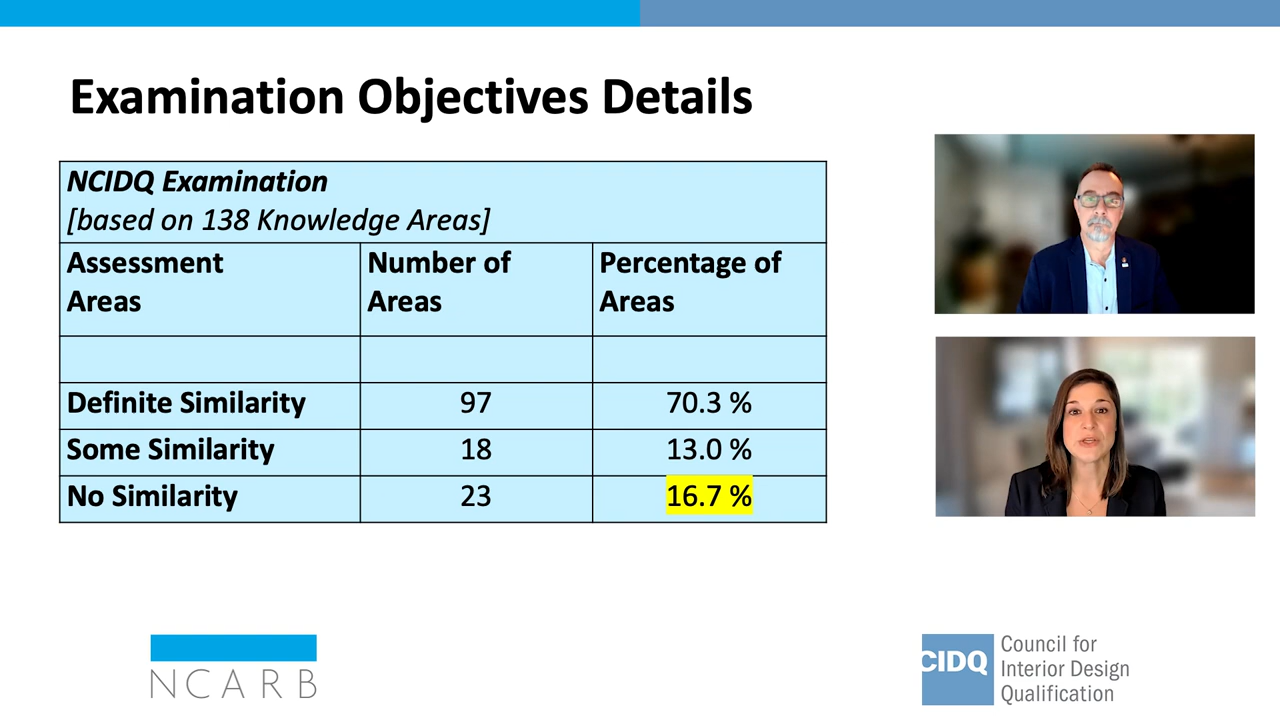 Examination Objectives Details
NCIDQ Examination
[based on 138 Knowledge Areas]
Assessment Areas Number of Areas Percentage of Areas
Definite Similarity 97 70.3 %
Some Similarity 18 13.0 %
No Similarity 23 16.7 %
NCARB
CIDQ
Council for
Interior Design
Qualification